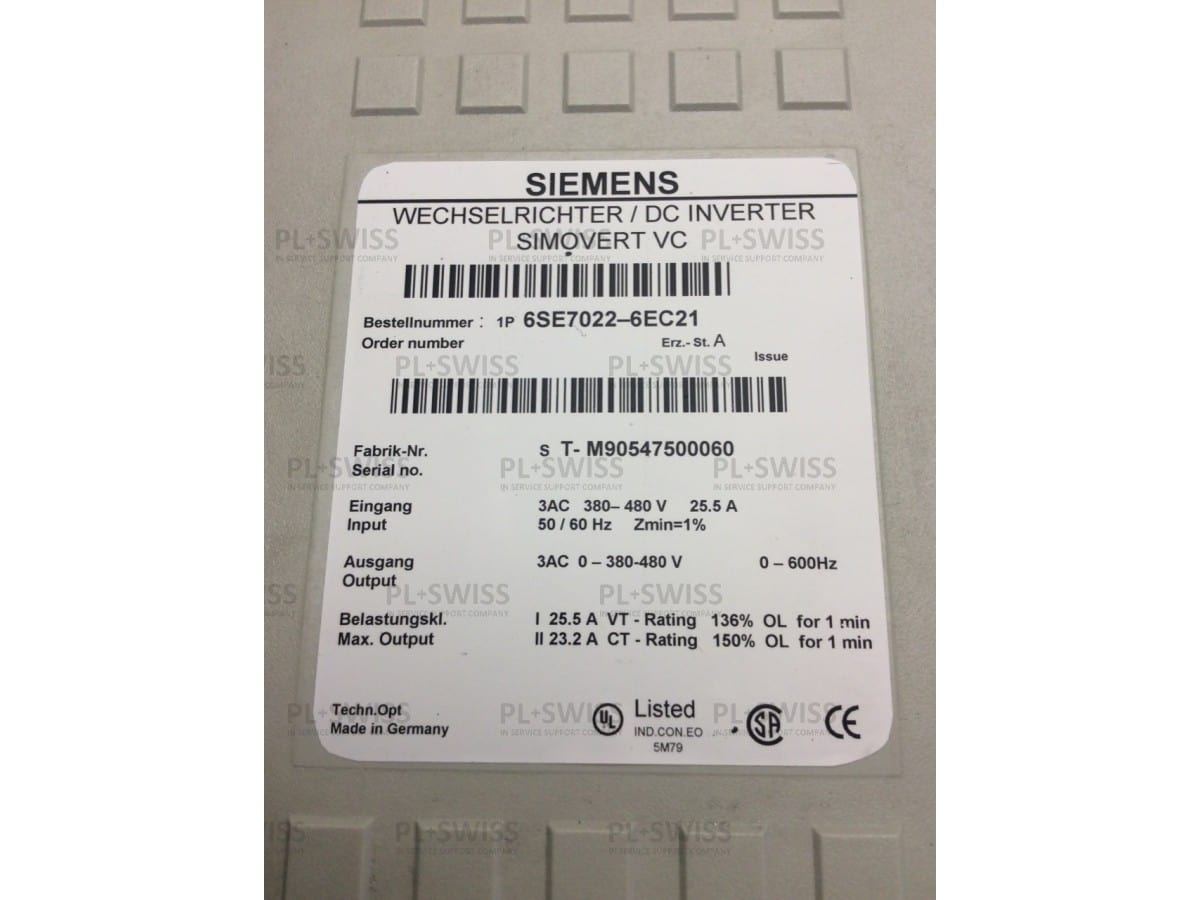 SIEMENS
WECHSELRICHTER / DC INVERTER
SIMOVERT VC
Bestellnummer : 1P 6SE7022–6EC21
Order number Erz.- St. A
Issue
Fabrik-Nr. S T- M90547500060
Serial no.
Eingang 3AC 380– 480 V 25.5 A
Input 50 / 60 Hz Zmin=1%
Ausgang 3AC 0 – 380-480 V 0 – 600Hz
Output
Belastungskl. I 25.5 A VT - Rating 136% OL for 1 min
Max. Output II 23.2 A CT - Rating 150% OL for 1 min
Techn.Opt UL Listed SA CE
Made in Germany IND.CON.EO
5M79
PL+SWISS
IN SERVICE SUPPORT COMPANY